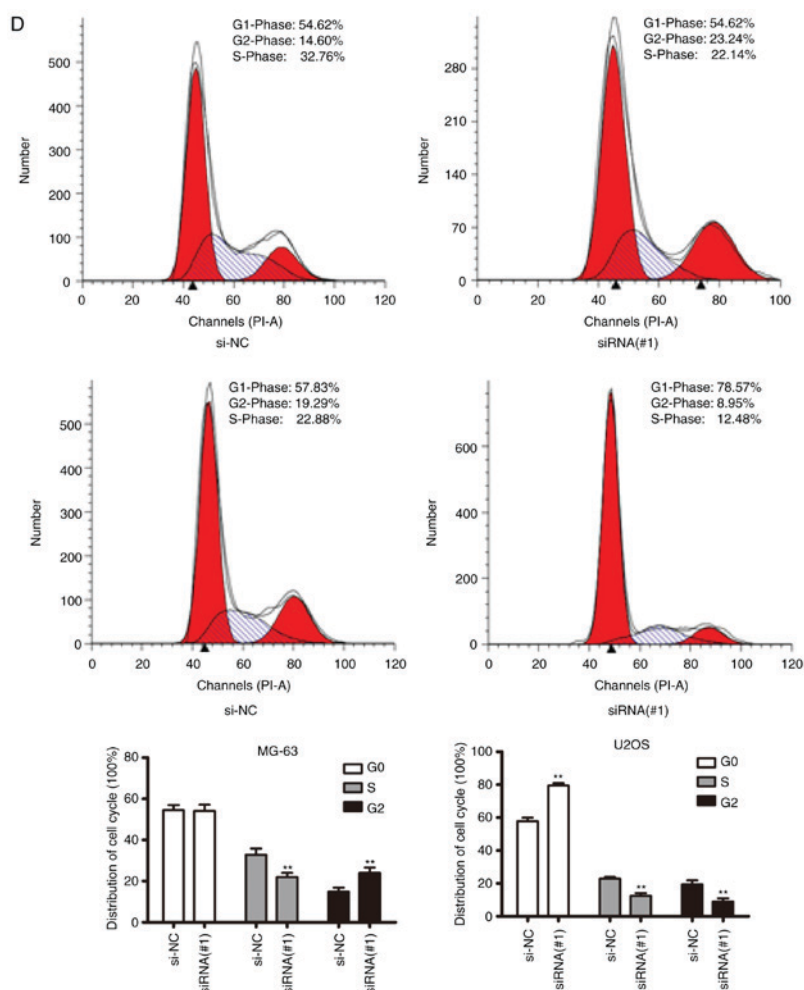 D
G1-Phase: 54.62%
G2-Phase: 14.60%
S-Phase: 32.76%
500
400
300
200
100
0
Number
0 20 40 60 80 100 120
Channels (PI-A)
si-NC
G1-Phase: 54.62%
G2-Phase: 23.24%
S-Phase: 22.14%
280
210
140
70
0
Number
0 20 40 60 80 100
Channels (PI-A)
siRNA(#1)
G1-Phase: 57.83%
G2-Phase: 19.29%
S-Phase: 22.88%
500
400
300
200
100
0
Number
0 20 40 60 80 100 120
Channels (PI-A)
si-NC
G1-Phase: 78.57%
G2-Phase: 8.95%
S-Phase: 12.48%
600
400
200
0
Number
0 20 40 60 80 100 120
Channels (PI-A)
siRNA(#1)
MG-63
Distribution of cell cycle (100%)
80
60
40
20
0
G0
S
G2
**
**
si-NC
siRNA(#1)
si-NC
siRNA(#1)
si-NC
siRNA(#1)
U2OS
Distribution of cell cycle (100%)
100
80
60
40
20
0
G0
S
G2
**
**
**
si-NC
siRNA(#1)
si-NC
siRNA(#1)
si-NC
siRNA(#1)